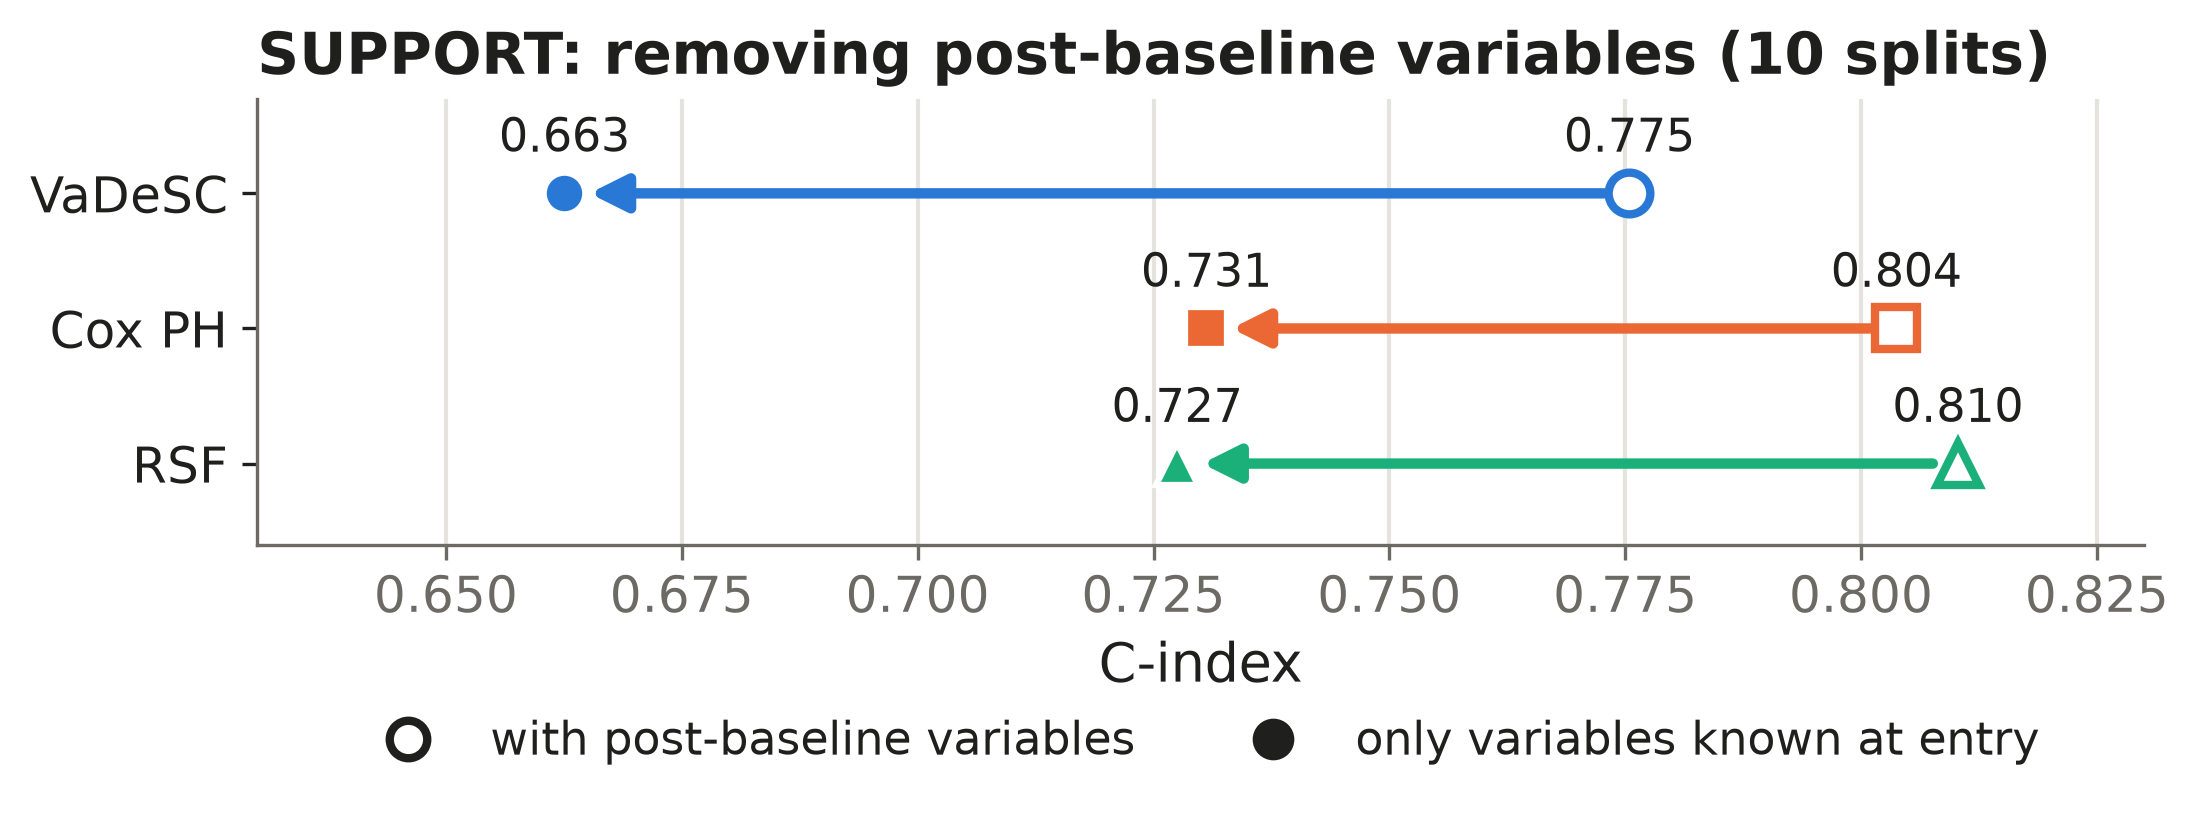 SUPPORT: removing post-baseline variables (10 splits)
0.663 0.775
VaDeSC
0.731 0.804
Cox PH
0.727 0.810
RSF
0.650 0.675 0.700 0.725 0.750 0.775 0.800 0.825
C-index
with post-baseline variables only variables known at entry